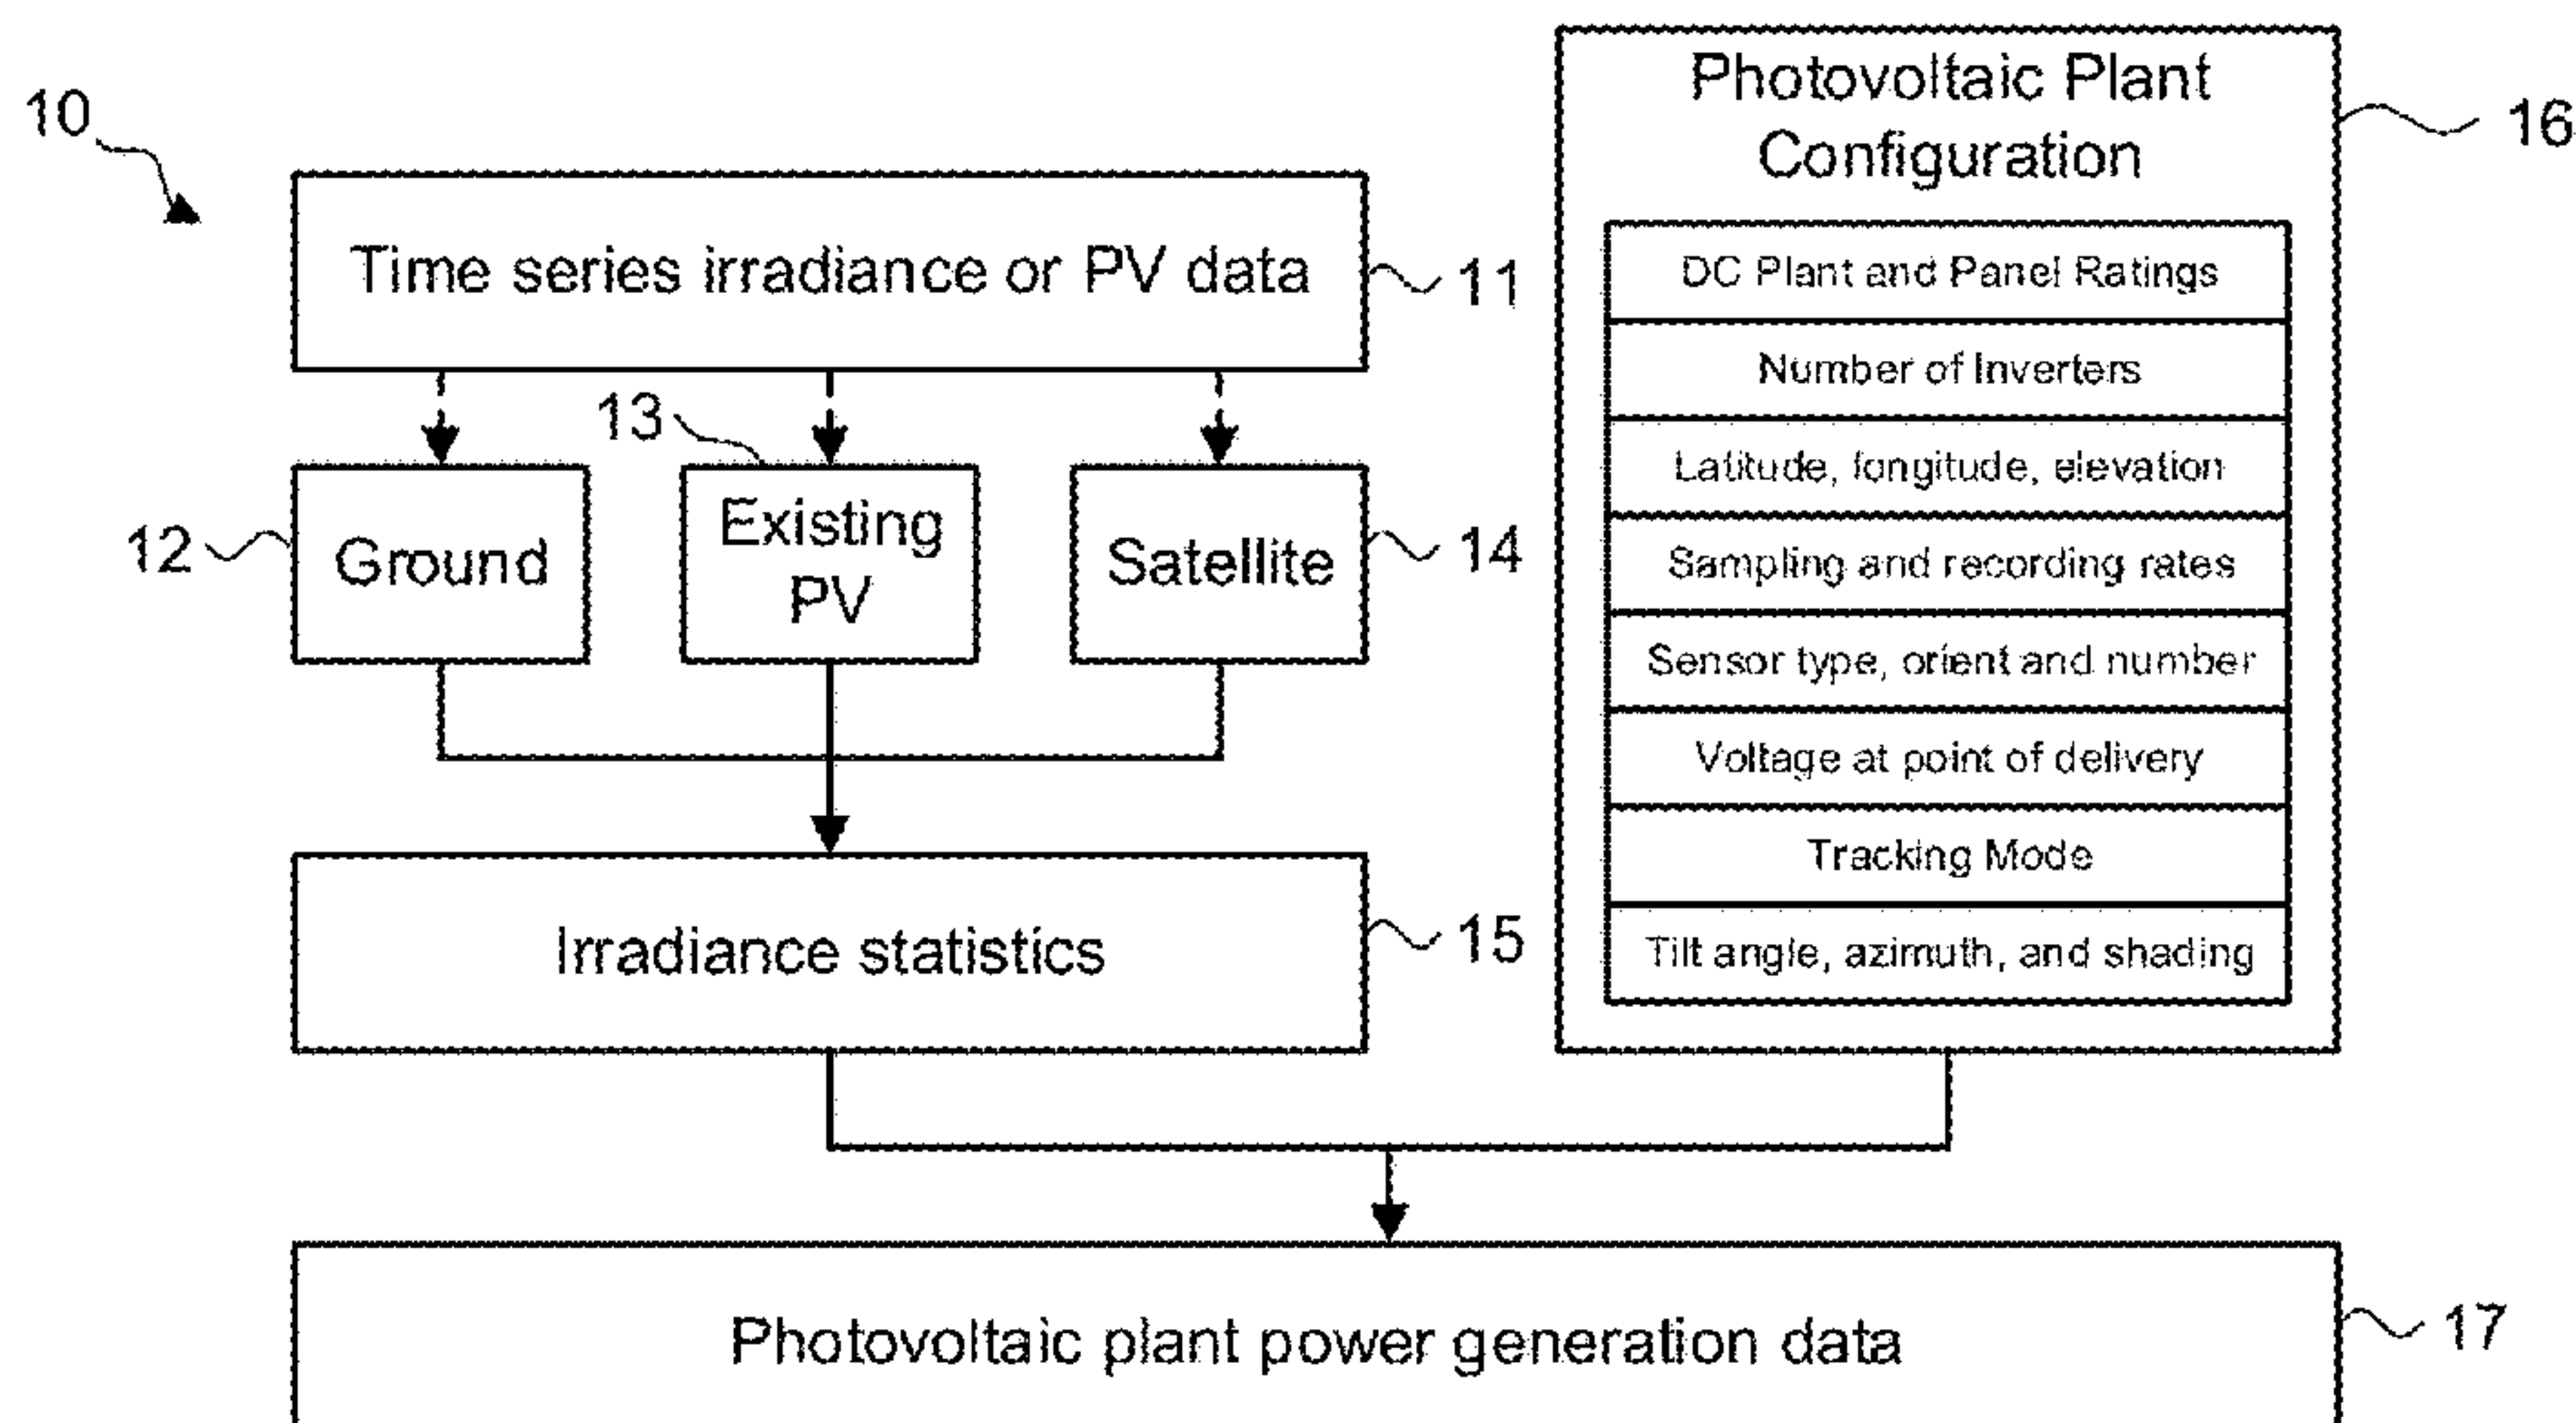 10
Time series irradiance or PV data
11
12
Ground
13
Existing
PV
Satellite
14
Irradiance statistics
15
Photovoltaic Plant
Configuration
16
DC Plant and Panel Ratings
Number of Inverters
Latitude, longitude, elevation
Sampling and recording rates
Sensor type, orient and number
Voltage at point of delivery
Tracking Mode
Tilt angle, azimuth, and shading
Photovoltaic plant power generation data
17